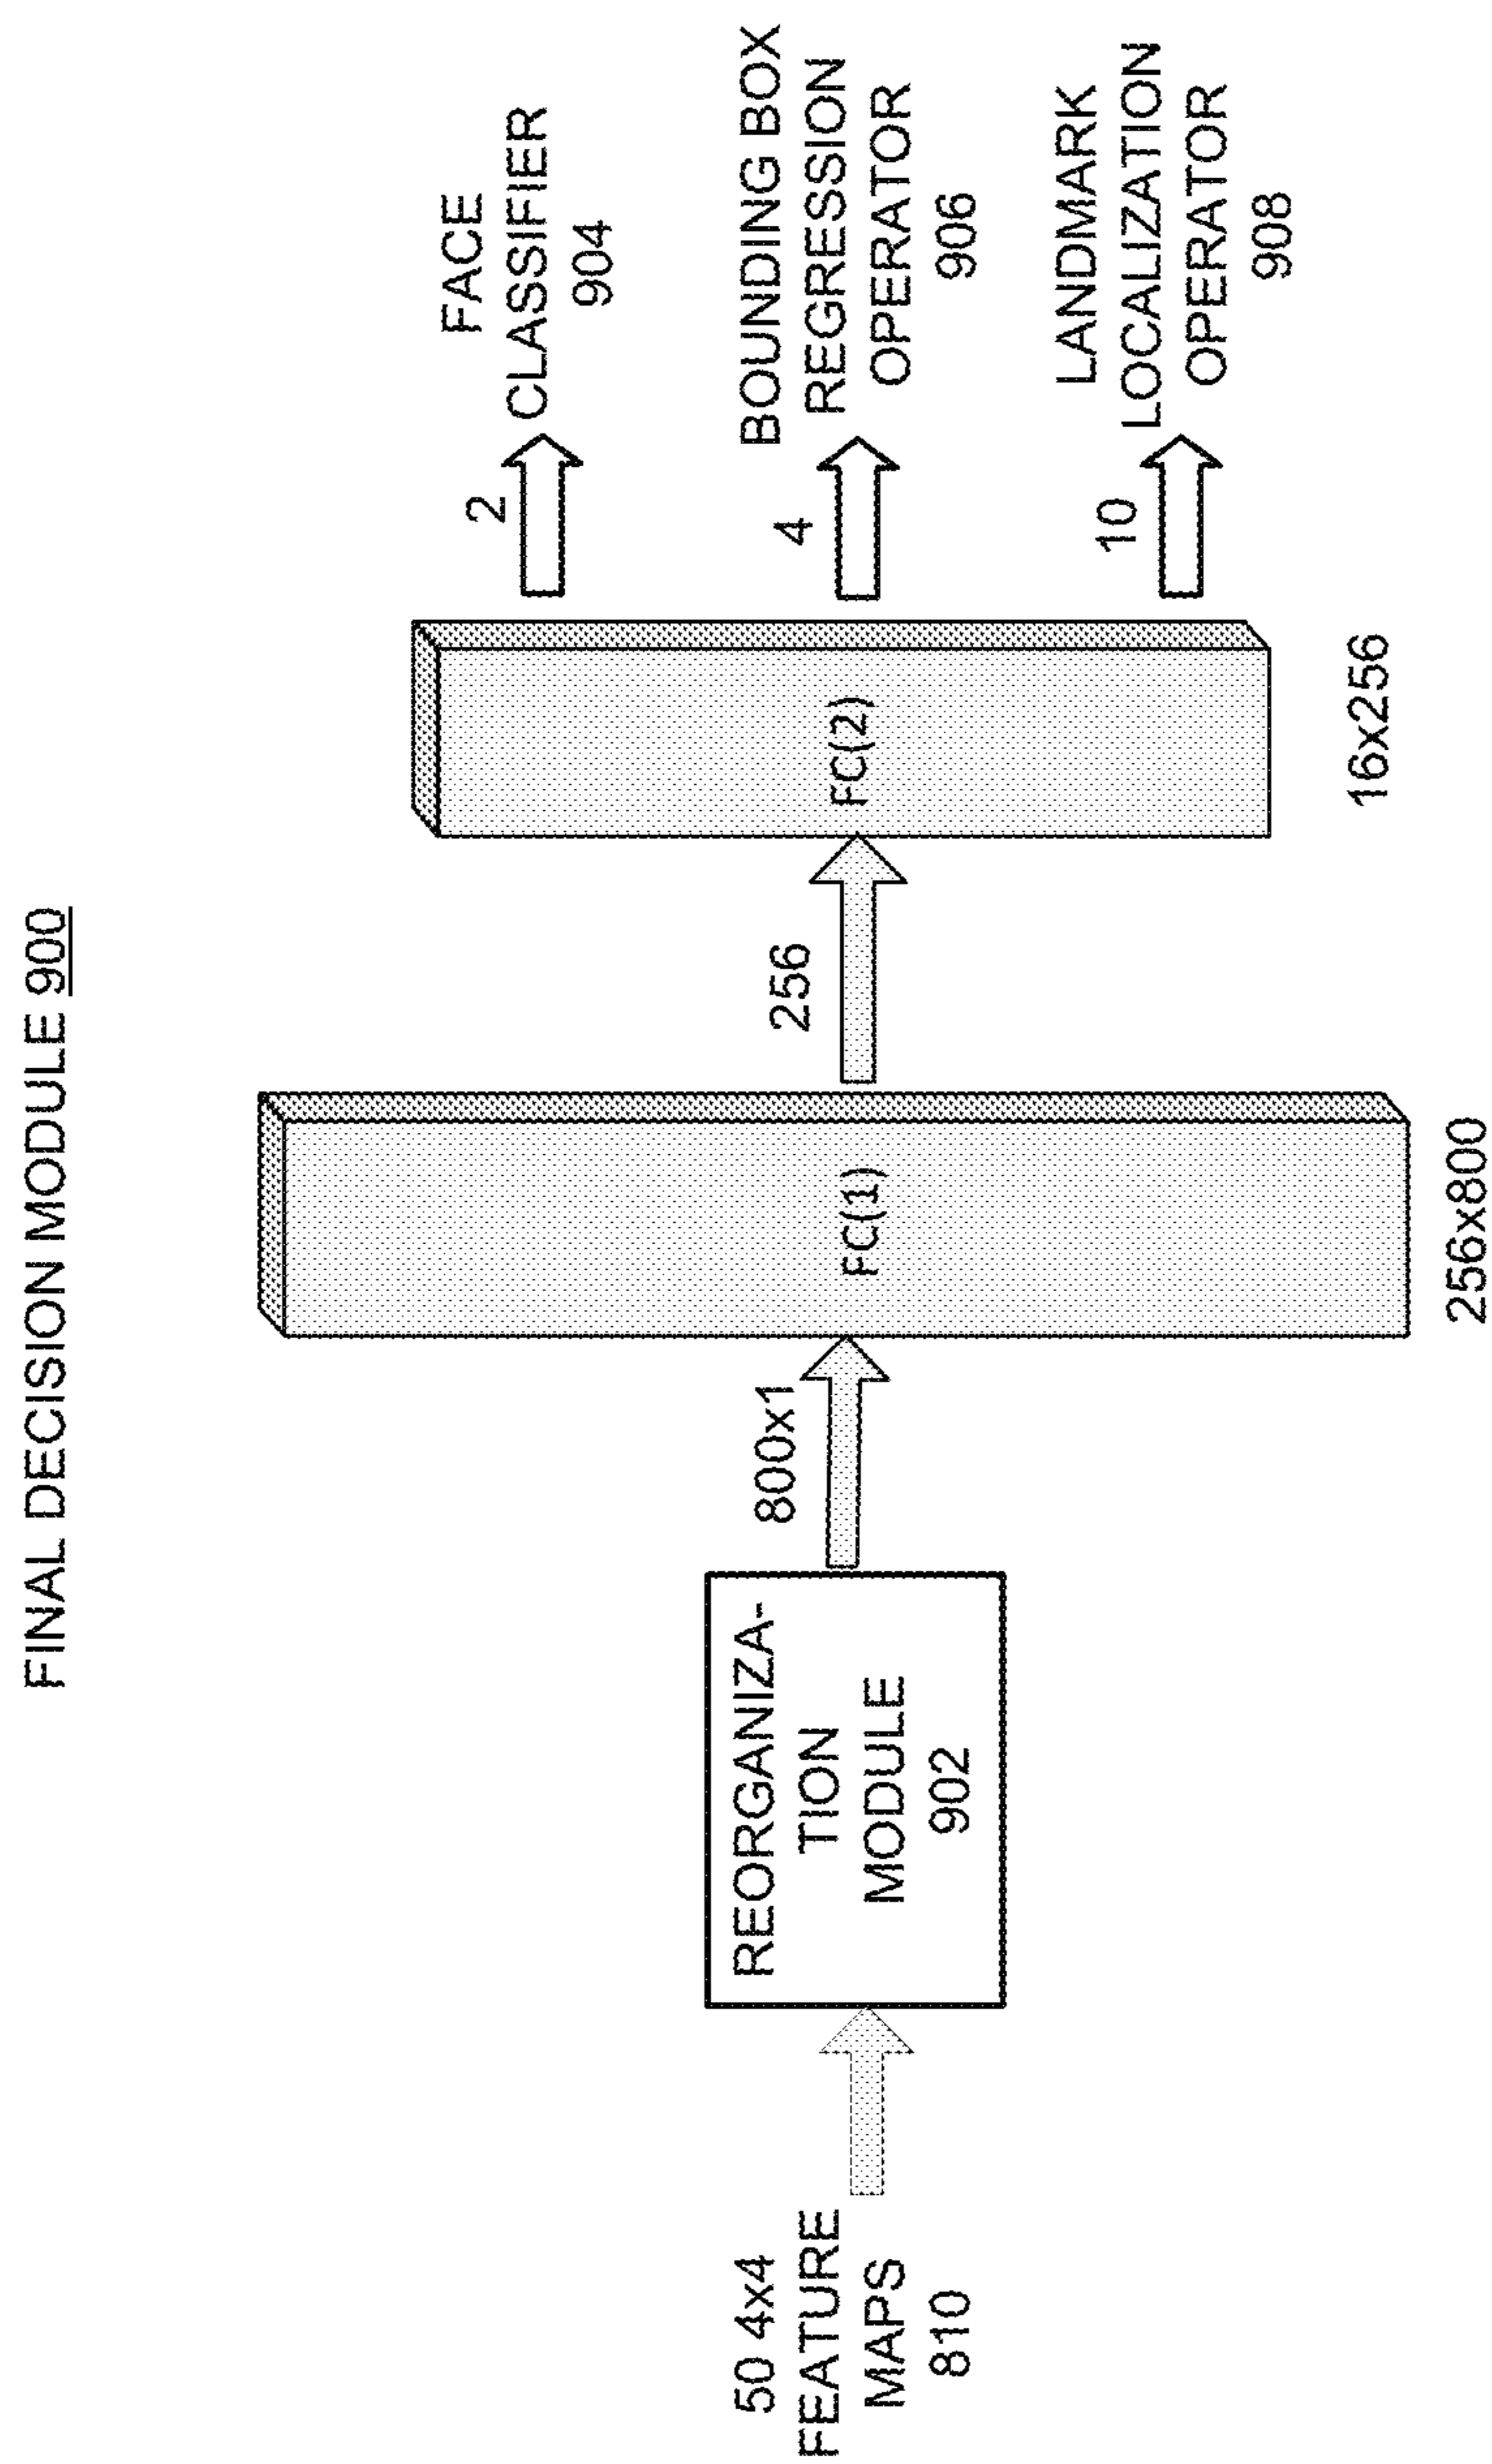 FINAL DECISION MODULE 900
50 4x4
FEATURE
MAPS
810
REORGANIZA-
TION
MODULE
902
800x1
FC(1)
256x800
256
FC(2)
16x256
2
FACE
CLASSIFIER
904
4
BOUNDING BOX
REGRESSION
OPERATOR
906
10
LANDMARK
LOCALIZATION
OPERATOR
908